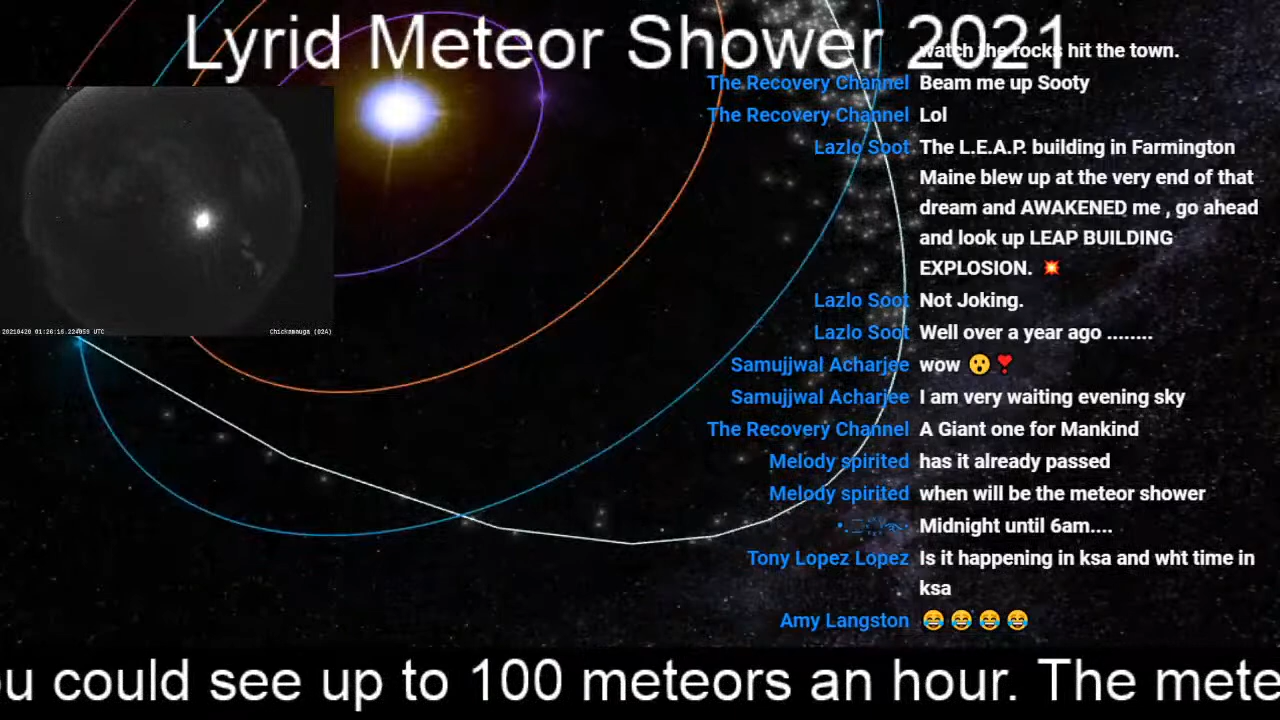 Lyrid Meteor Shower 2021
watch the rocks hit the town.
The Recovery Channel Beam me up Sooty
The Recovery Channel Lol
Lazlo Soot The L.E.A.P. building in Farmington
Maine blew up at the very end of that
dream and AWAKENED me , go ahead
and look up LEAP BUILDING
EXPLOSION. 💥
Lazlo Soot Not Joking.
Lazlo Soot Well over a year ago ........
Samujjwal Acharjee wow 😮❣️
Samujjwal Acharjee I am very waiting evening sky
The Recovery Channel A Giant one for Mankind
Melody spirited has it already passed
Melody spirited when will be the meteor shower
Midnight until 6am....
Tony Lopez Lopez Is it happening in ksa and wht time in
ksa
Amy Langston 😂😂😂😂
UTC
Chickamauga (02A)
ou could see up to 100 meteors an hour. The mete